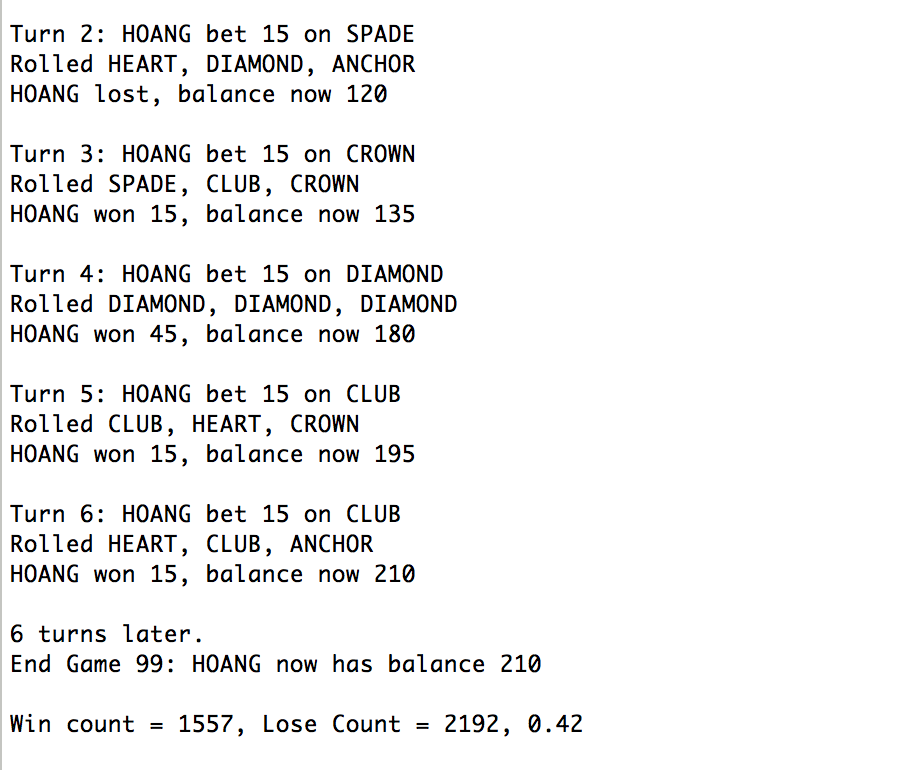 Turn 2: HOANG bet 15 on SPADE
Rolled HEART, DIAMOND, ANCHOR
HOANG lost, balance now 120
Turn 3: HOANG bet 15 on CROWN
Rolled SPADE, CLUB, CROWN
HOANG won 15, balance now 135
Turn 4: HOANG bet 15 on DIAMOND
Rolled DIAMOND, DIAMOND, DIAMOND
HOANG won 45, balance now 180
Turn 5: HOANG bet 15 on CLUB
Rolled CLUB, HEART, CROWN
HOANG won 15, balance now 195
Turn 6: HOANG bet 15 on CLUB
Rolled HEART, CLUB, ANCHOR
HOANG won 15, balance now 210
6 turns later.
End Game 99: HOANG now has balance 210
Win count = 1557, Lose Count = 2192, 0.42